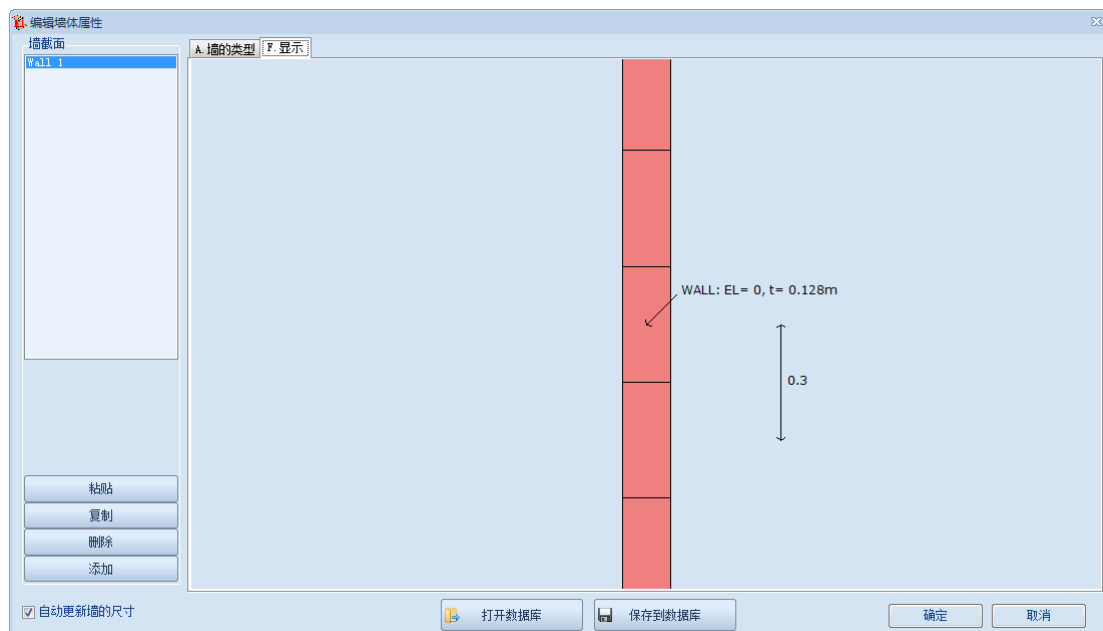 编辑墙体属性
墙截面
A.墙的类型 F.显示
Wall 1
WALL: EL= 0, t= 0.128m
0.3
粘贴
复制
删除
添加
自动更新墙的尺寸
打开数据库 保存到数据库 确定 取消